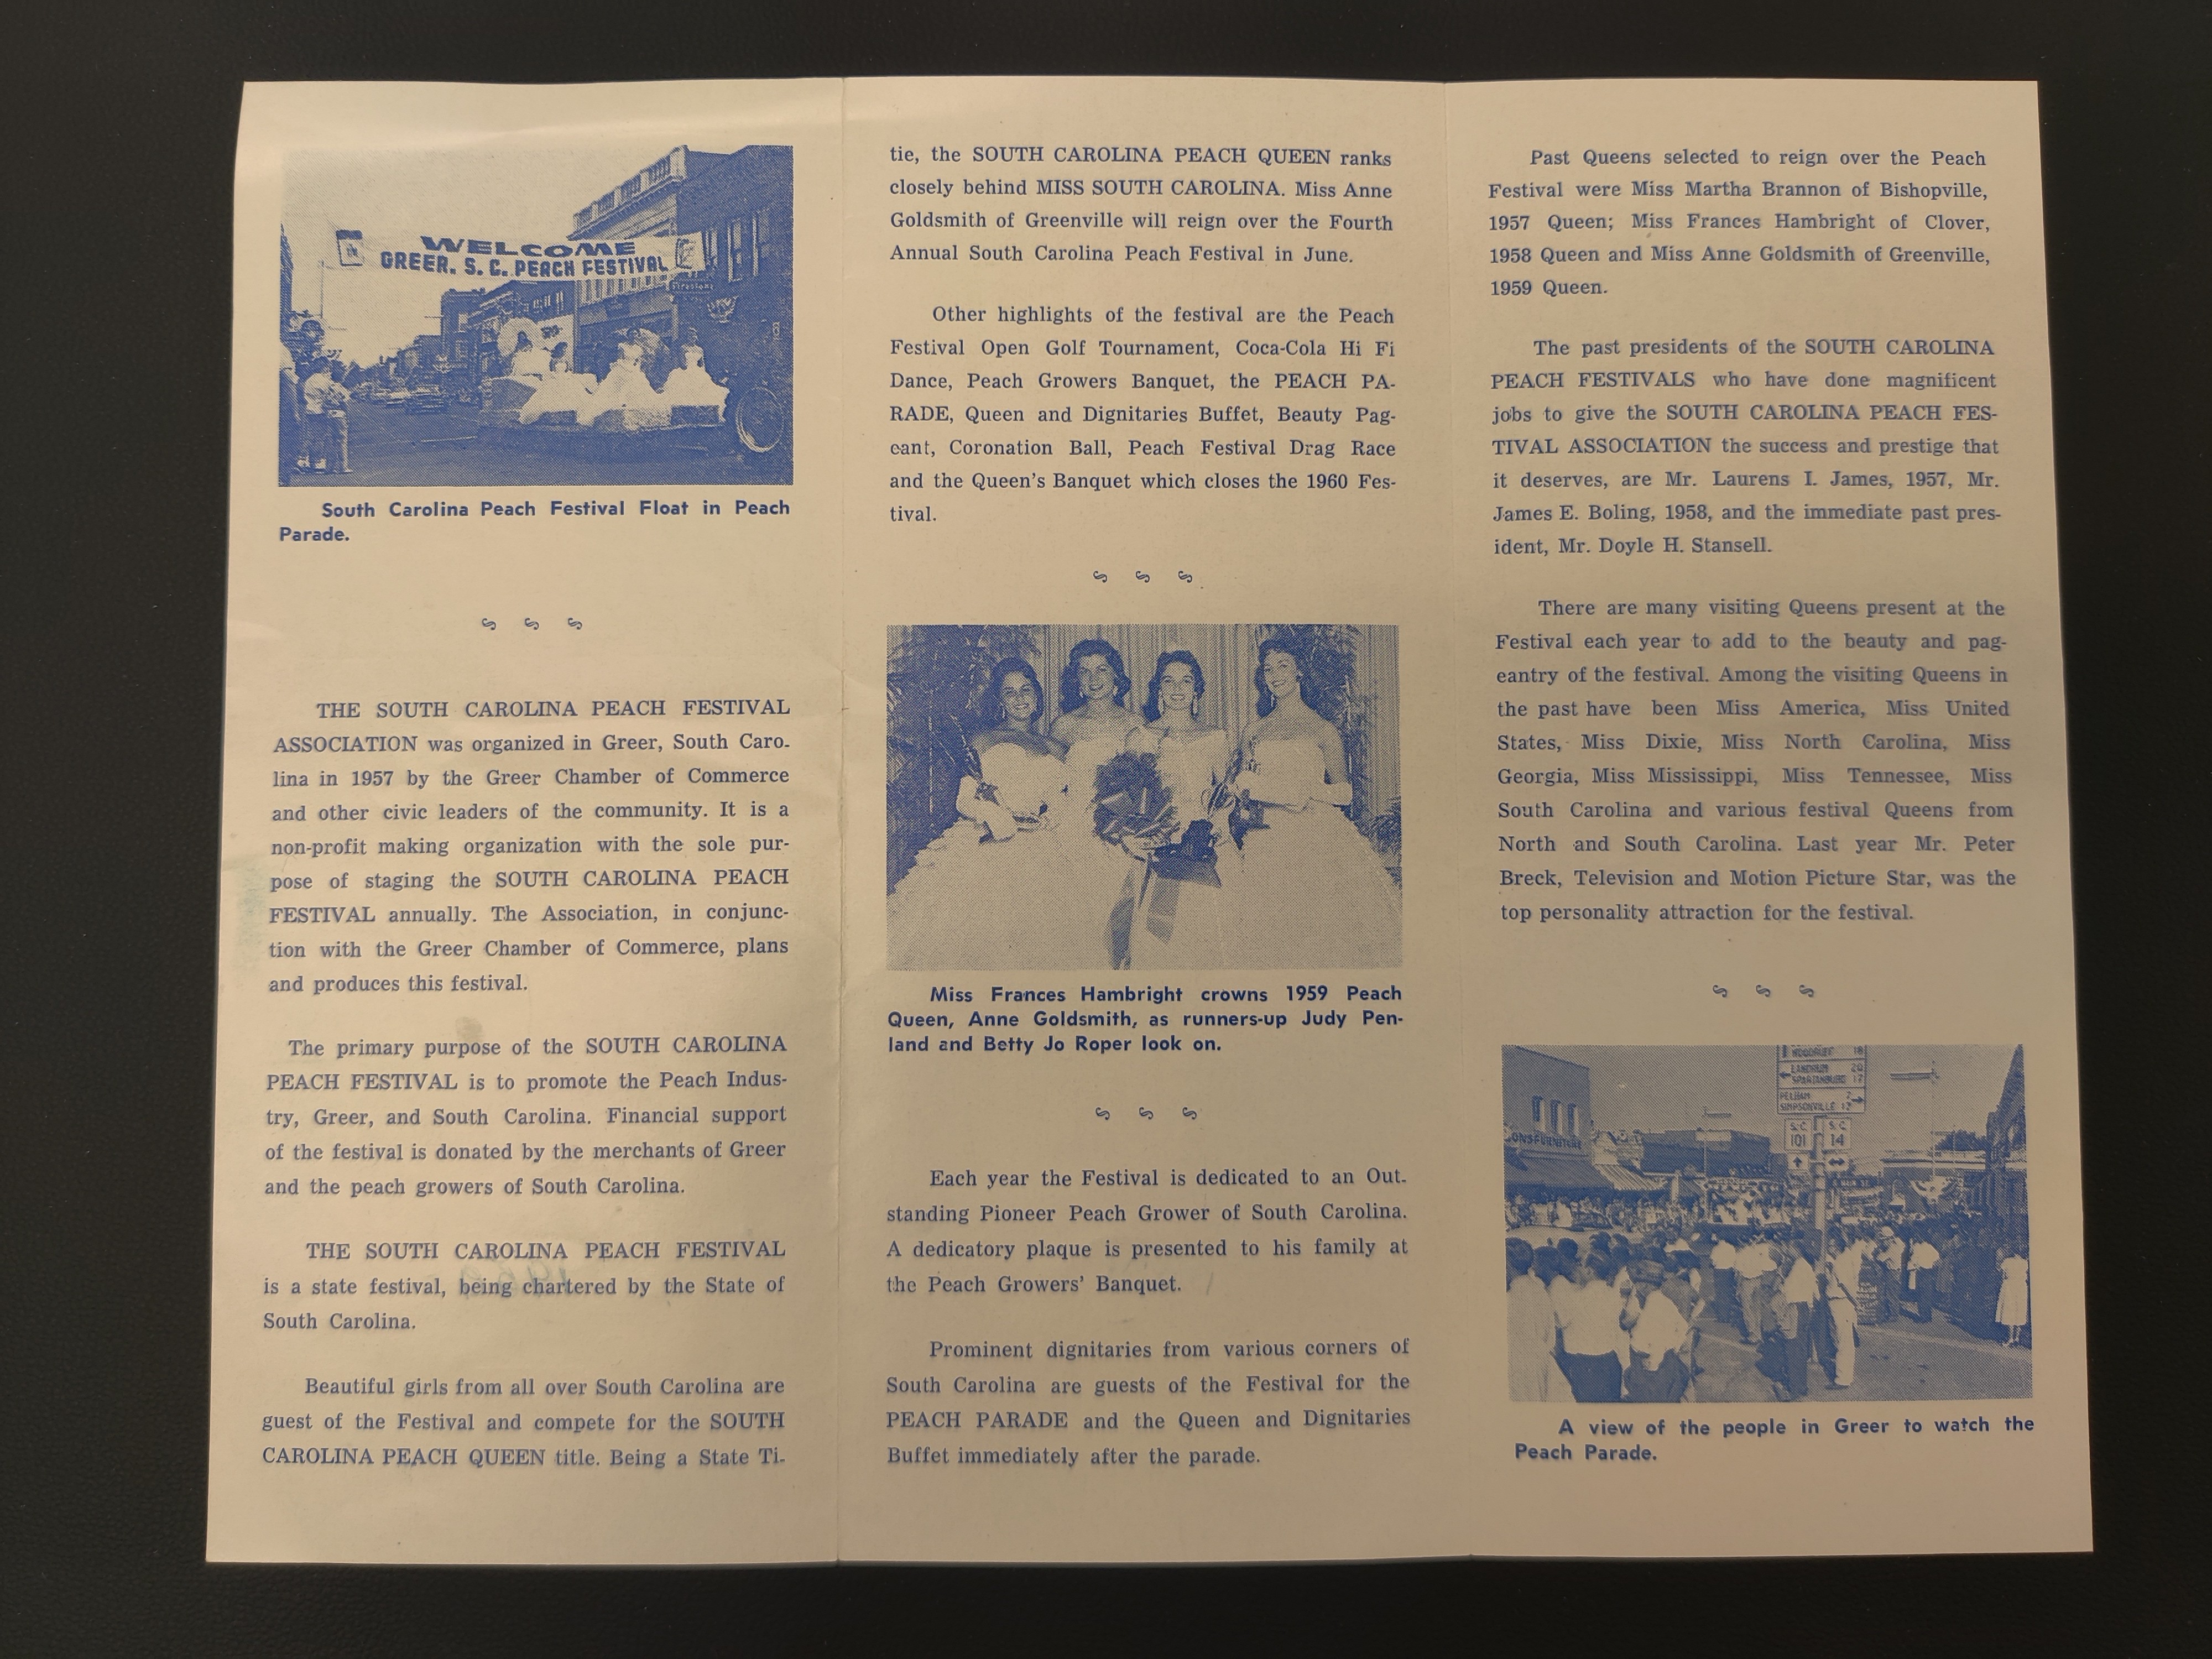 WELCOME
GREER, S. C. PEACH FESTIVAL
Firestone
South Carolina Peach Festival Float in Peach
Parade.
THE SOUTH CAROLINA PEACH FESTIVAL
ASSOCIATION was organized in Greer, South Caro-
lina in 1957 by the Greer Chamber of Commerce
and other civic leaders of the community. It is a
non-profit making organization with the sole pur-
pose of staging the SOUTH CAROLINA PEACH
FESTIVAL annually. The Association, in conjunc-
tion with the Greer Chamber of Commerce, plans
and produces this festival.
The primary purpose of the SOUTH CAROLINA
PEACH FESTIVAL is to promote the Peach Indus-
try, Greer, and South Carolina. Financial support
of the festival is donated by the merchants of Greer
and the peach growers of South Carolina.
THE SOUTH CAROLINA PEACH FESTIVAL
is a state festival, being chartered by the State of
South Carolina.
Beautiful girls from all over South Carolina are
guest of the Festival and compete for the SOUTH
CAROLINA PEACH QUEEN title. Being a State Ti-
tie, the SOUTH CAROLINA PEACH QUEEN ranks
closely behind MISS SOUTH CAROLINA. Miss Anne
Goldsmith of Greenville will reign over the Fourth
Annual South Carolina Peach Festival in June.
Other highlights of the festival are the Peach
Festival Open Golf Tournament, Coca-Cola Hi Fi
Dance, Peach Growers Banquet, the PEACH PA-
RADE, Queen and Dignitaries Buffet, Beauty Pag-
eant, Coronation Ball, Peach Festival Drag Race
and the Queen's Banquet which closes the 1960 Fes-
tival.
Miss Frances Hambright crowns 1959 Peach
Queen, Anne Goldsmith, as runners-up Judy Pen-
land and Betty Jo Roper look on.
Each year the Festival is dedicated to an Out-
standing Pioneer Peach Grower of South Carolina.
A dedicatory plaque is presented to his family at
the Peach Growers' Banquet.
Prominent dignitaries from various corners of
South Carolina are guests of the Festival for the
PEACH PARADE and the Queen and Dignitaries
Buffet immediately after the parade.
Past Queens selected to reign over the Peach
Festival were Miss Martha Brannon of Bishopville,
1957 Queen; Miss Frances Hambright of Clover,
1958 Queen and Miss Anne Goldsmith of Greenville,
1959 Queen.
The past presidents of the SOUTH CAROLINA
PEACH FESTIVALS who have done magnificent
jobs to give the SOUTH CAROLINA PEACH FES-
TIVAL ASSOCIATION the success and prestige that
it deserves, are Mr. Laurens I. James, 1957, Mr.
James E. Boling, 1958, and the immediate past pres-
ident, Mr. Doyle H. Stansell.
There are many visiting Queens present at the
Festival each year to add to the beauty and pag-
eantry of the festival. Among the visiting Queens in
the past have been Miss America, Miss United
States, Miss Dixie, Miss North Carolina, Miss
Georgia, Miss Mississippi, Miss Tennessee, Miss
South Carolina and various festival Queens from
North and South Carolina. Last year Mr. Peter
Breck, Television and Motion Picture Star, was the
top personality attraction for the festival.
WOODRUFF 18
LANDRUM 20
SPARTANBURG 17
PELHAM 7
SIMPSONVILLE 17
S.C. 101
S.C. 14
ONS FURNITURE
A view of the people in Greer to watch the
Peach Parade.